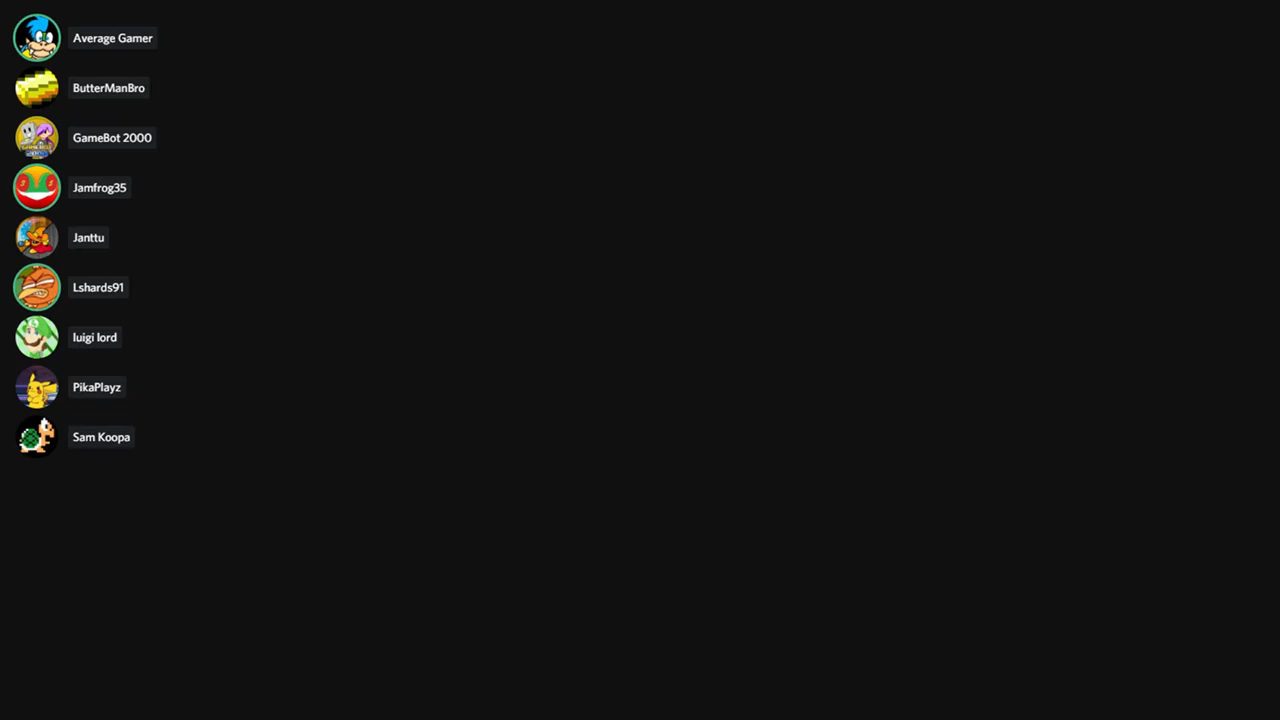 Average Gamer
ButterManBro
GameBot 2000
Jamfrog35
Janttu
Lshards91
luigi lord
PikaPlayz
Sam Koopa